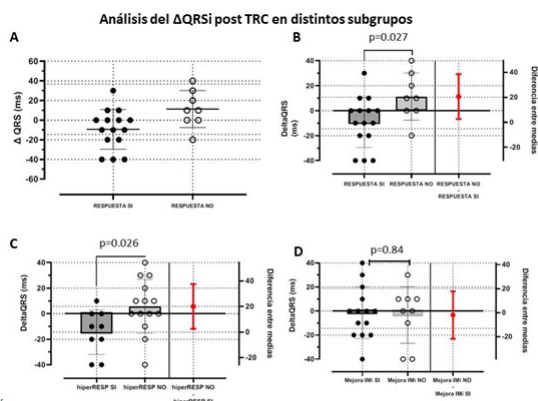 Análisis del ΔQRSi post TRC en distintos subgrupos
A
60
40
20
0
-20
-40
-60
Δ QRS (ms)
RESPUESTA SI
RESPUESTA NO
B
p=0.027
40
20
0
-20
-40
DeltaQRS
(ms)
40
20
0
-20
Diferencia entre medias
RESPUESTA SI
RESPUESTA NO
RESPUESTA NO
-
RESPUESTA SI
C
p=0.026
40
20
0
-20
-40
DeltaQRS
(ms)
40
20
0
-20
Diferencia entre medias
hiperRESP SI
hiperRESP NO
hiperRESP NO
-
hiperRESP SI
D
p=0.84
40
20
0
-20
-40
DeltaQRS
(ms)
40
20
0
-20
Diferencia entre medias
Mejora IMi SI
Mejora IMi NO
Mejora IMi NO
-
Mejora IMi SI